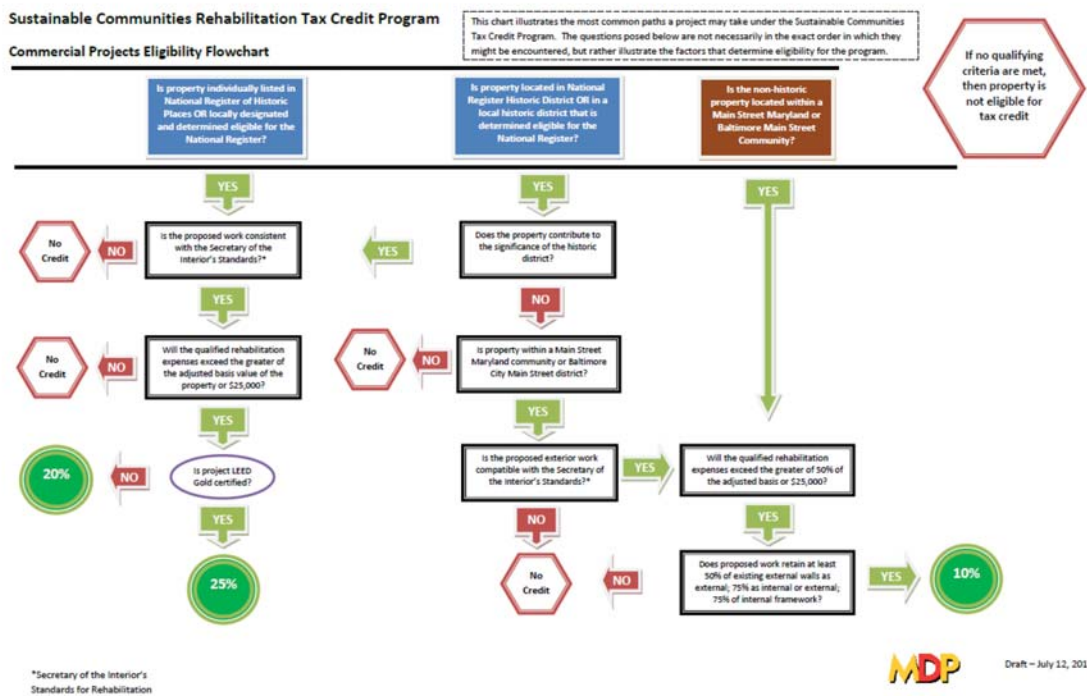 Sustainable Communities Rehabilitation Tax Credit Program
Commercial Projects Eligibility Flowchart
This chart illustrates the most common paths a project may take under the Sustainable Communities
Tax Credit Program. The questions posed below are not necessarily in the exact order in which they
might be encountered, but rather illustrate the factors that determine eligibility for the program.
If no qualifying
criteria are met,
then property is
not eligible for
tax credit
Is property individually listed in
National Register of Historic
Places OR locally designated
and determined eligible for the
National Register?
Is property located in National
Register Historic District OR in a
local historic district that is
determined eligible for the
National Register?
Is the non-historic
property located within a
Main Street Maryland or
Baltimore Main Street
Community?
YES
YES
YES
No
Credit
NO
Is the proposed work consistent
with the Secretary of the
Interior's Standards?*
YES
Does the property contribute to
the significance of the historic
district?
YES
NO
No
Credit
NO
Will the qualified rehabilitation
expenses exceed the greater of
the adjusted basis value of the
property or $25,000?
No
Credit
NO
Is property within a Main Street
Maryland community or Baltimore
City Main Street district?
YES
YES
20%
NO
Is project LEED
Gold certified?
Is the proposed exterior work
compatible with the Secretary of
the Interior's Standards?*
YES
Will the qualified rehabilitation
expenses exceed the greater of 50% of
the adjusted basis or $25,000?
YES
NO
YES
25%
No
Credit
NO
Does proposed work retain at least
50% of existing external walls as
external; 75% as internal or external;
75% of internal framework?
YES
10%
*Secretary of the Interior's
Standards for Rehabilitation
MDP
Draft – July 12, 201